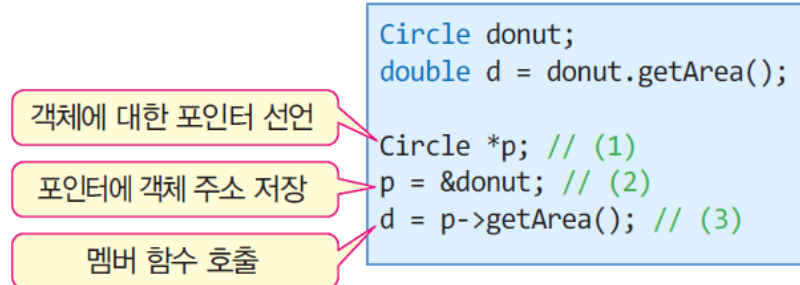 Circle donut;
double d = donut.getArea();
객체에 대한 포인터 선언
Circle *p; // (1)
포인터에 객체 주소 저장
p = &donut; // (2)
멤버 함수 호출
d = p->getArea(); // (3)